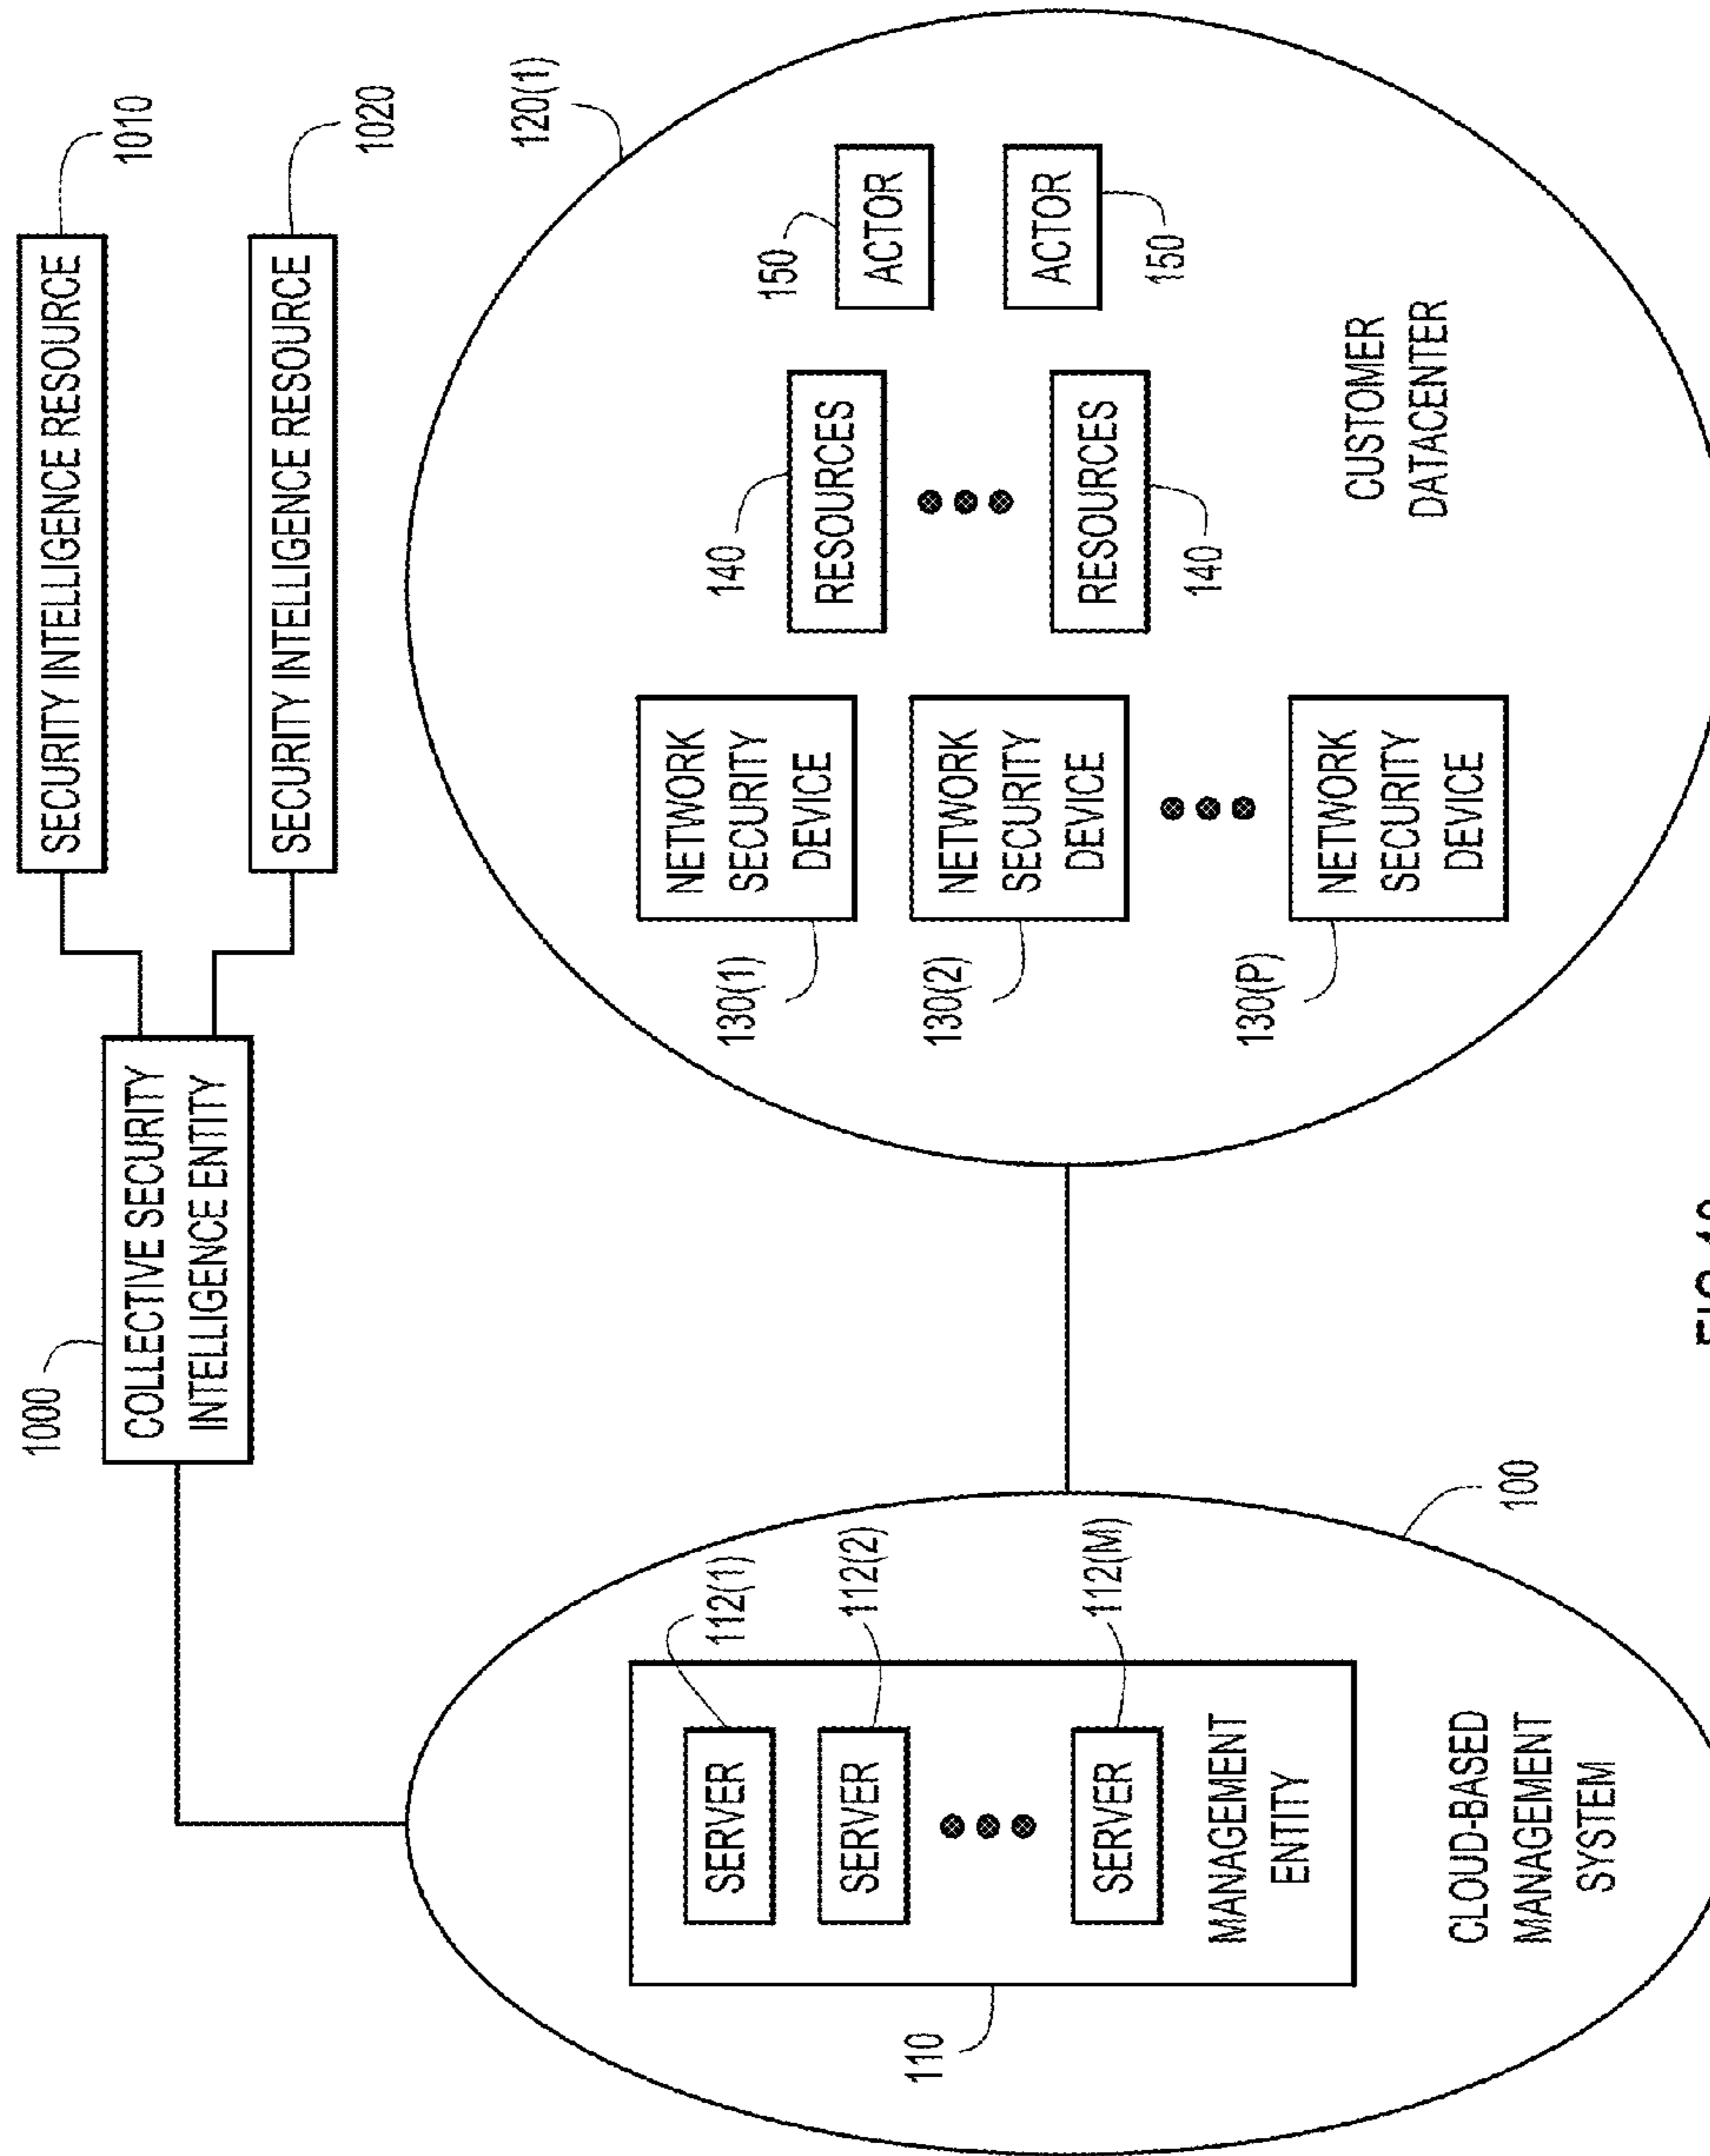 1000
COLLECTIVE SECURITY
INTELLIGENCE ENTITY
SECURITY INTELLIGENCE RESOURCE
1010
SECURITY INTELLIGENCE RESOURCE
1020
110
SERVER
112(1)
SERVER
112(2)
SERVER
112(M)
MANAGEMENT
ENTITY
CLOUD-BASED
MANAGEMENT
SYSTEM
100
120(1)
130(1)
NETWORK
SECURITY
DEVICE
130(2)
NETWORK
SECURITY
DEVICE
130(P)
NETWORK
SECURITY
DEVICE
140
RESOURCES
140
RESOURCES
150
ACTOR
150
ACTOR
CUSTOMER
DATACENTER